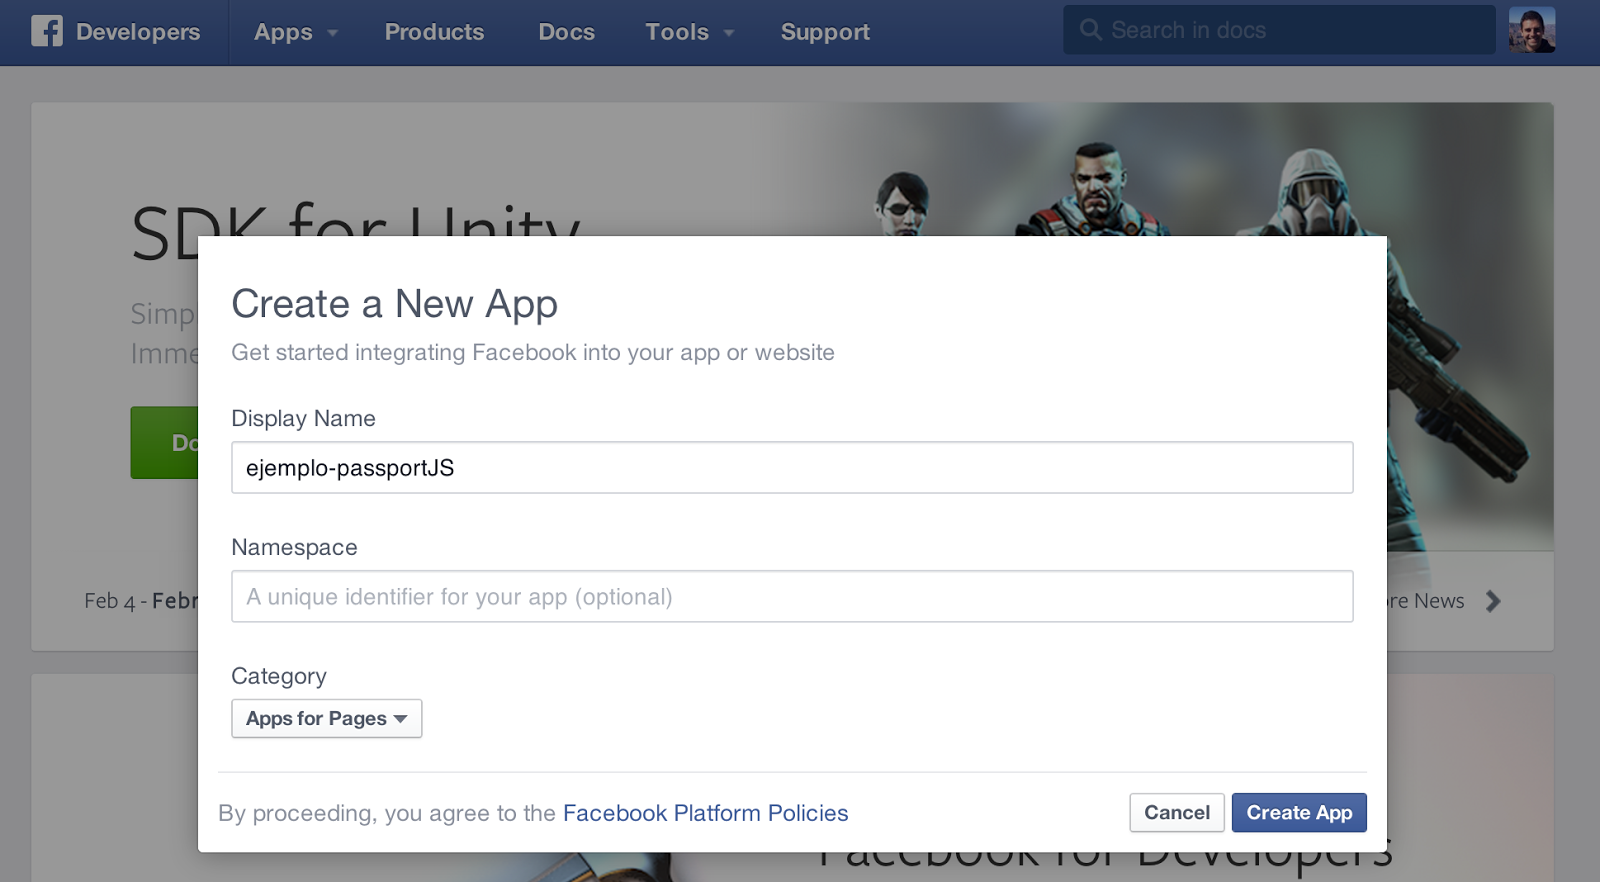 Developers
Apps
Products
Docs
Tools
Support
Search in docs
SDK for Unity
Create a New App
Get started integrating Facebook into your app or website
Display Name
ejemplo-passportJS
Namespace
A unique identifier for your app (optional)
Feb 4 - Febr
re News
Category
Apps for Pages
By proceeding, you agree to the Facebook Platform Policies
Cancel
Create App
Facebook for Developers